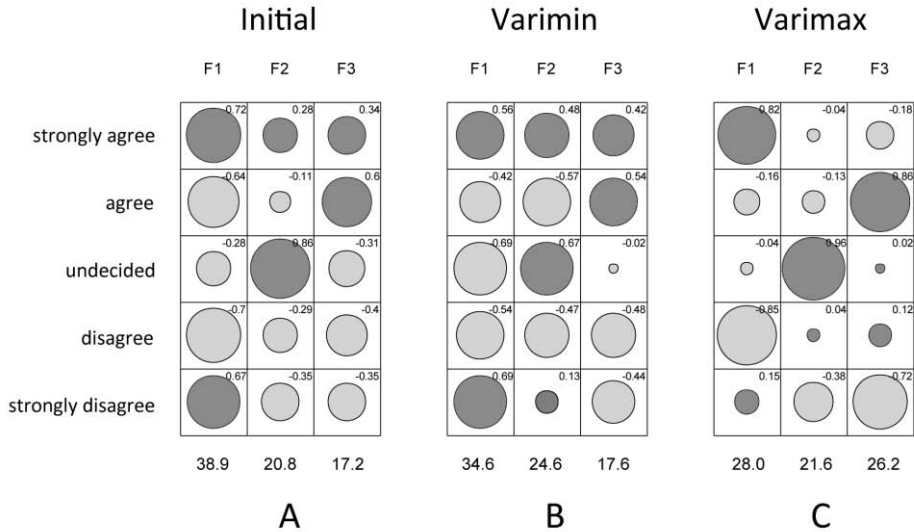 Initial Varimin Varimax
F1 F2 F3 F1 F2 F3 F1 F2 F3
0.72 0.28 0.34 0.56 0.48 0.42 0.82 -0.04 -0.18
strongly agree
-0.64 -0.11 0.6 -0.42 -0.57 0.54 -0.16 -0.13 0.86
agree
-0.28 0.86 -0.31 0.69 0.67 -0.02 -0.04 0.96 0.02
undecided
-0.7 -0.29 -0.4 -0.54 -0.47 -0.48 -0.85 0.04 0.12
disagree
0.67 -0.35 -0.35 0.69 0.13 -0.44 0.15 -0.38 -0.72
strongly disagree
38.9 20.8 17.2 34.6 24.6 17.6 28.0 21.6 26.2
A B C